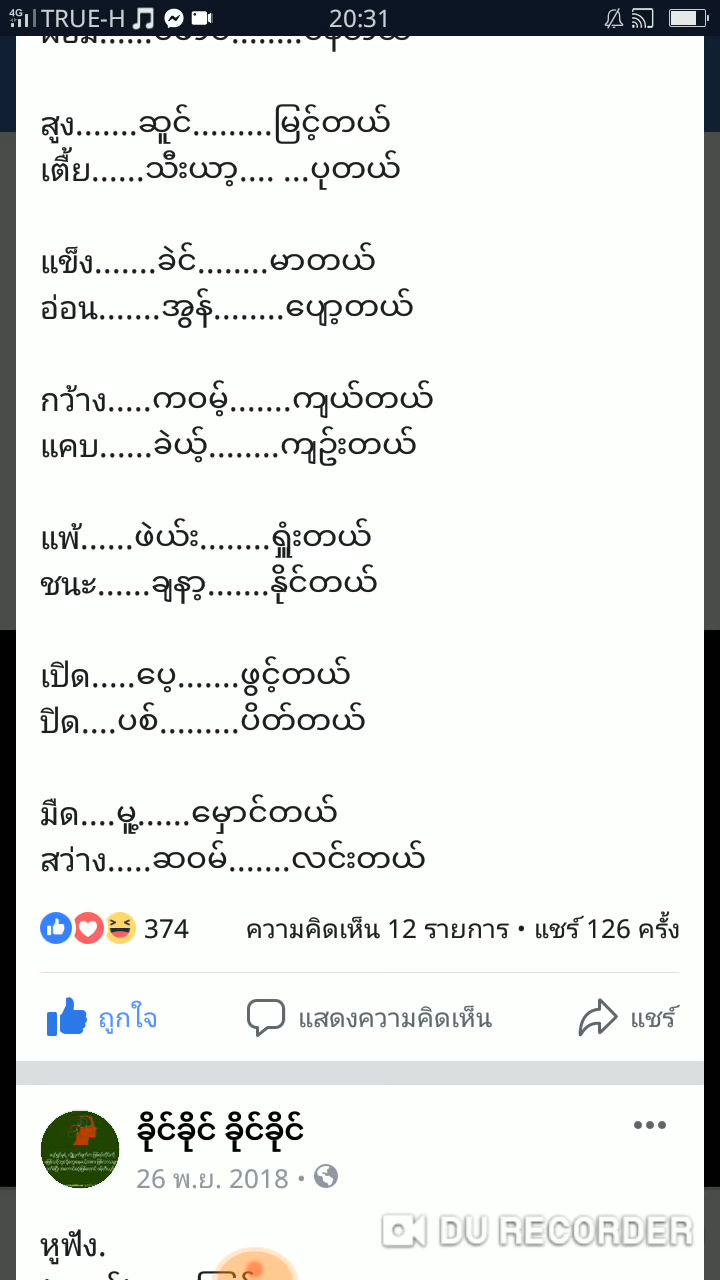 4G TRUE-H 20:31
สูง.......ဆူင်.........မြင့်တယ်
เตี้ย......သီးယာ့.... ...ပုတယ်
แข็ง.......ခဲင်........မာတယ်
อ่อน.......အွန်........ပျော့တယ်
กว้าง.....ကဝမ့်.......ကျယ်တယ်
แคบ......ခဲယ့်........ကျဥ်းတယ်
แพ้......ဖဲယ်း........ရှုံးတယ်
ชนะ......ချနာ့.......နိုင်တယ်
เปิด.....ပေ့.......ဖွင့်တယ်
ปิด....ပစ်.........ပိတ်တယ်
มืด....မူ့......မှောင်တယ်
สว่าง.....ဆဝမ်.......လင်းတယ်
374 ความคิดเห็น 12 รายการ • แชร์ 126 ครั้ง
ถูกใจ แสดงความคิดเห็น แชร์
ခိုင်ခိုင် ခိုင်ခိုင်
26 พ.ย. 2018
DU RECORDER
หูฟัง.